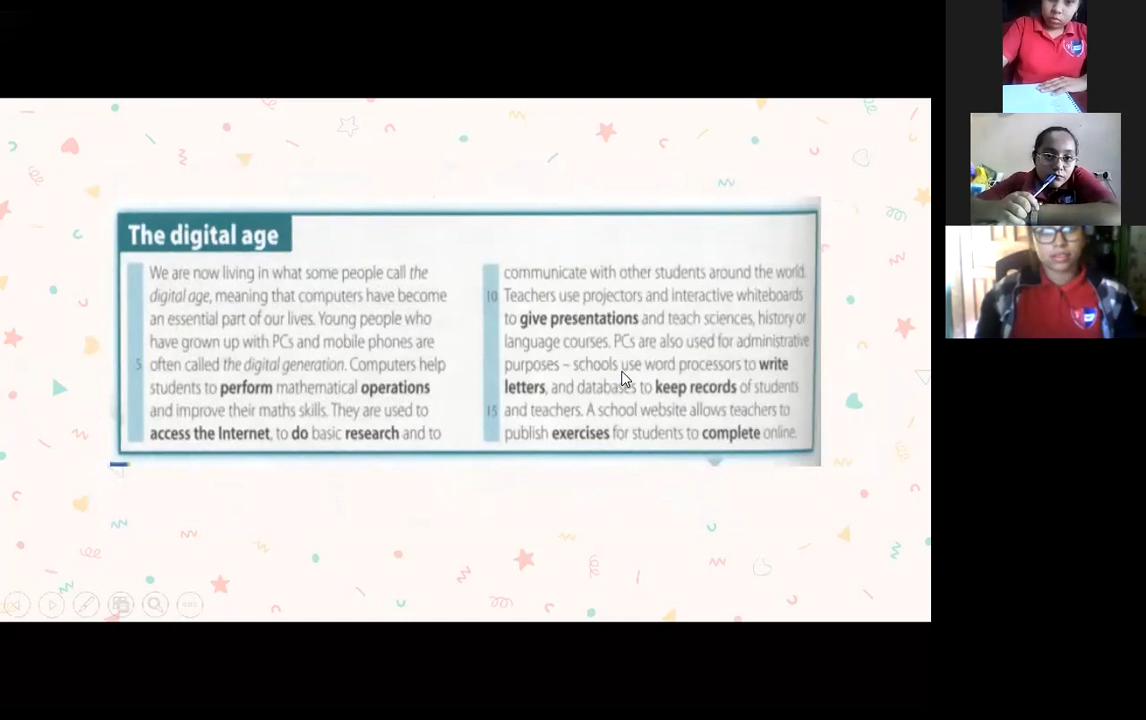 The digital age
We are now living in what some people call the
digital age, meaning that computers have become
an essential part of our lives. Young people who
have grown up with PCs and mobile phones are
5 often called the digital generation. Computers help
students to perform mathematical operations
and improve their maths skills. They are used to
access the Internet, to do basic research and to
communicate with other students around the world.
10 Teachers use projectors and interactive whiteboards
to give presentations and teach sciences, history or
language courses. PCs are also used for administrative
purposes – schools use word processors to write
letters, and databases to keep records of students
15 and teachers. A school website allows teachers to
publish exercises for students to complete online.